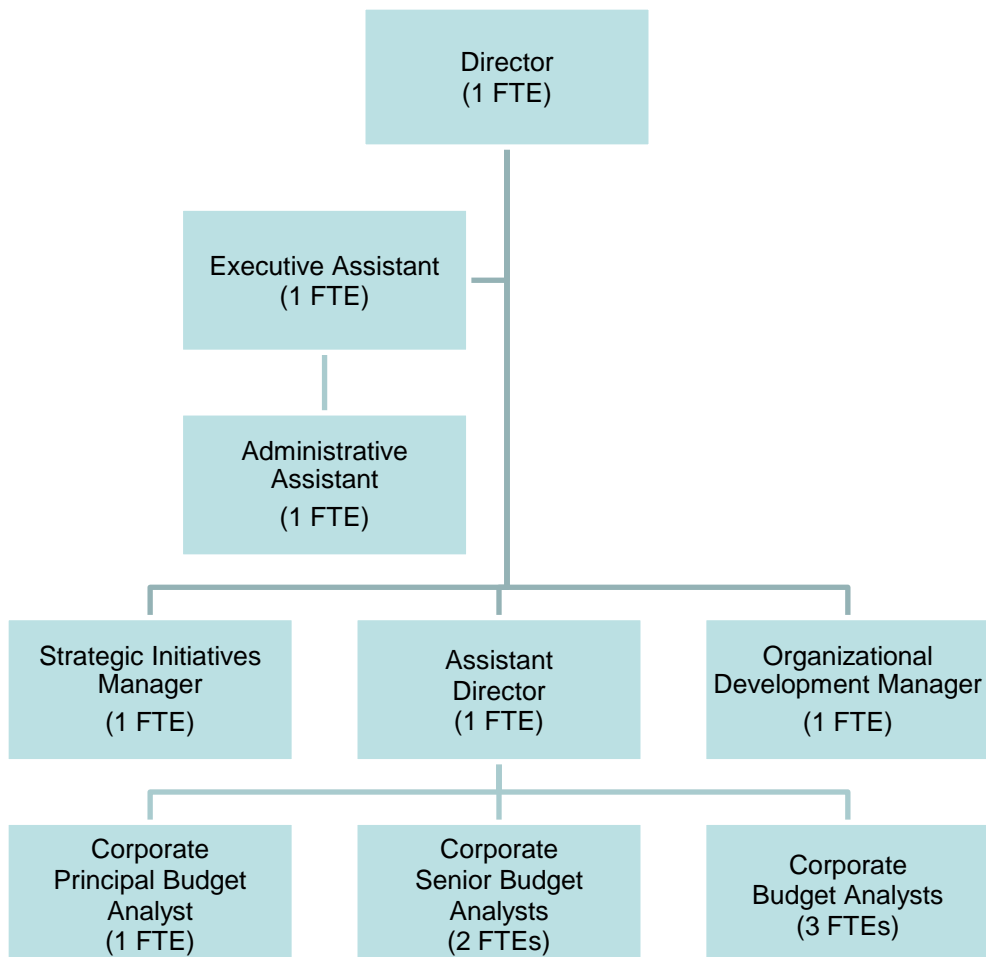 Director
(1 FTE)
Executive Assistant
(1 FTE)
Administrative
Assistant
(1 FTE)
Strategic Initiatives
Manager
(1 FTE)
Assistant
Director
(1 FTE)
Organizational
Development Manager
(1 FTE)
Corporate
Principal Budget
Analyst
(1 FTE)
Corporate
Senior Budget
Analysts
(2 FTEs)
Corporate
Budget Analysts
(3 FTEs)